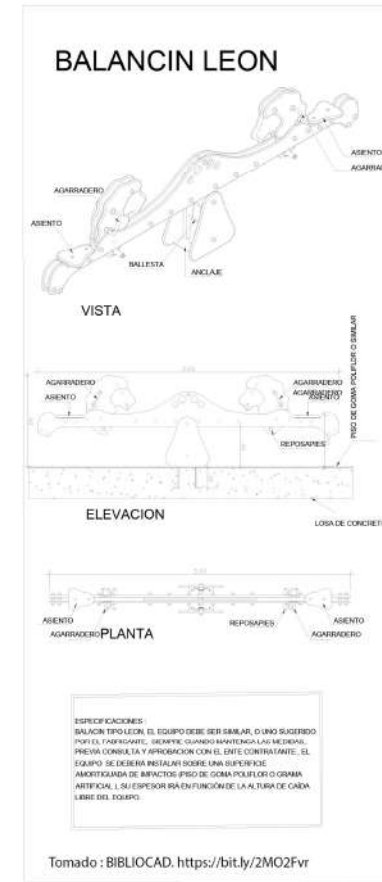 BALANCIN LEON
ASIENTO
AGARRAD
AGARRADERO
ASIENTO
BALLESTA
ANCLAJE
VISTA
PISO DE GOMA POLIFLOR O SIMILAR
AGARRADERO
ASIENTO
AGARRADERO
AGARRADERO
ASIENTO
REPOSAPIES
ELEVACION
LOSA DE CONCRETO
ASIENTO
AGARRADERO
PLANTA
REPOSAPIES
ASIENTO
AGARRADERO
ESPECIFICACIONES :
BALACIN TIPO LEON, EL EQUIPO DEBE SER SIMILAR, O UNO SUGERIDO
POR EL FABRICANTE, SIEMPRE CUANDO MANTENGA LAS MEDIDAS,
PREVIA CONSULTA Y APROBACION CON EL ENTE CONTRATANTE, EL
EQUIPO SE DEBERA INSTALAR SOBRE UNA SUPERFICIE
AMORTIGUADA DE IMPACTOS (PISO DE GOMA POLIFLOR O GRAMA
ARTIFICIAL ), SU ESPESOR IRÁ EN FUNCIÓN DE LA ALTURA DE CAÍDA
LIBRE DEL EQUIPO.
Tomado : BIBLIOCAD. https://bit.ly/2MO2Fvr